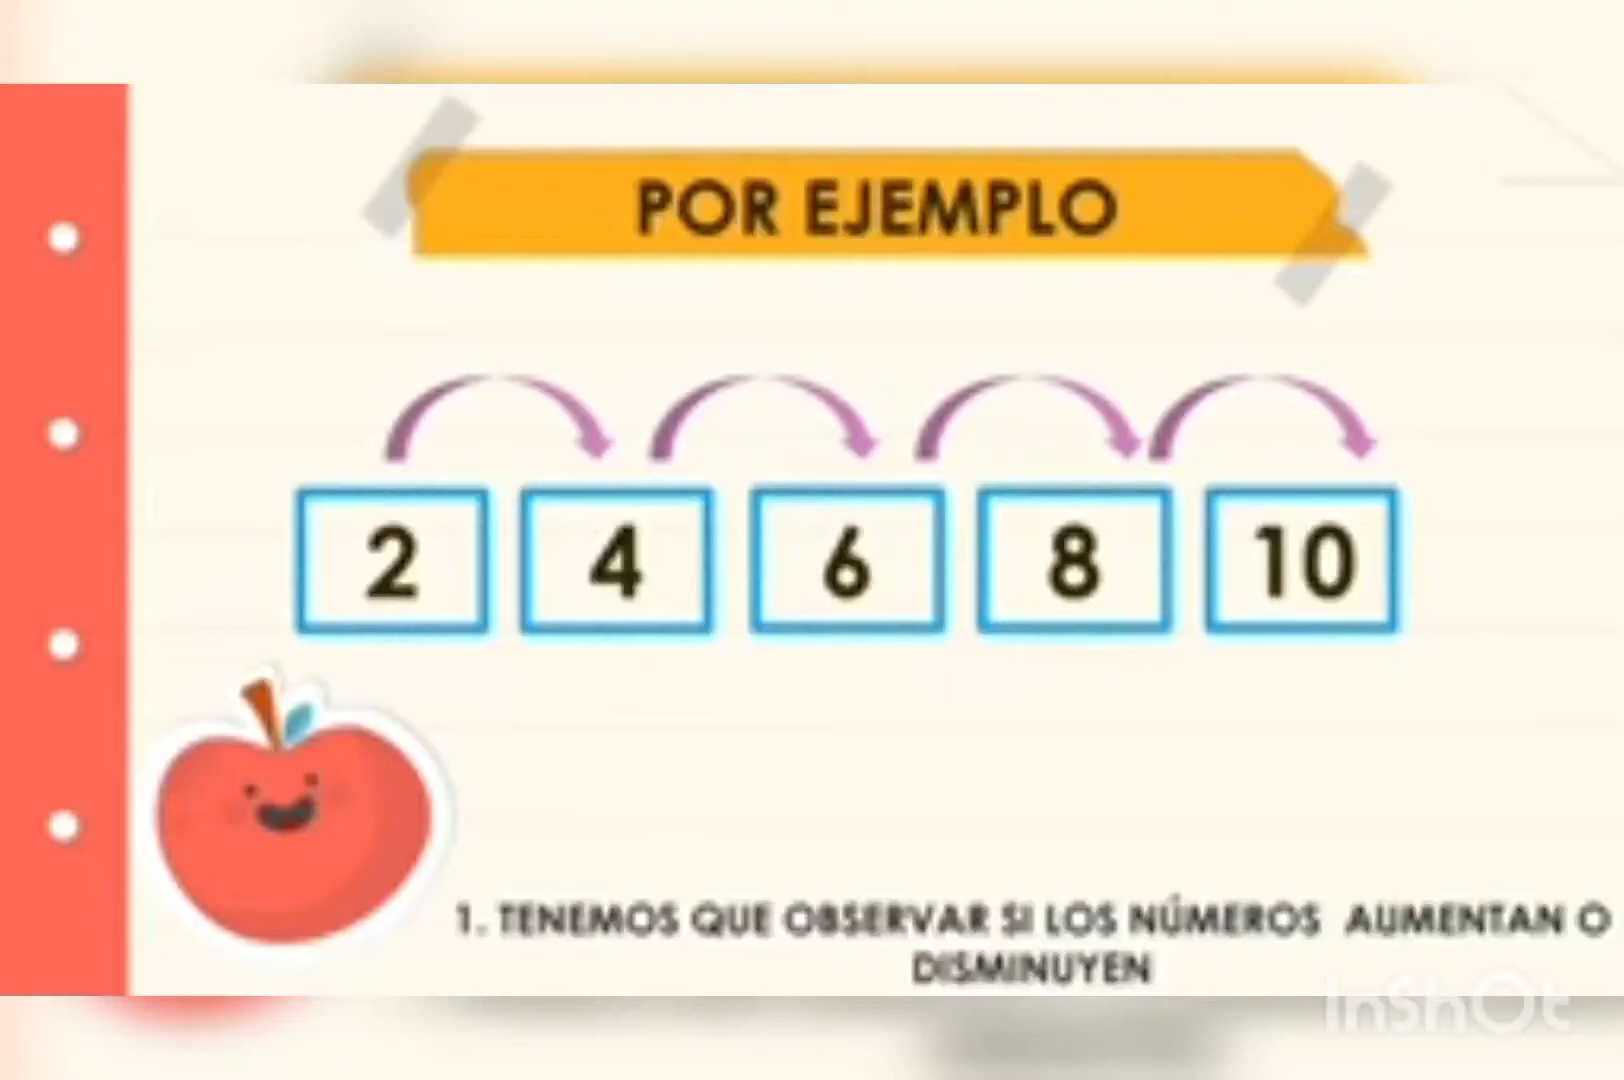 POR EJEMPLO
2 4 6 8 10
1. TENEMOS QUE OBSERVAR SI LOS NÚMEROS AUMENTAN O
DISMINUYEN
InShOt